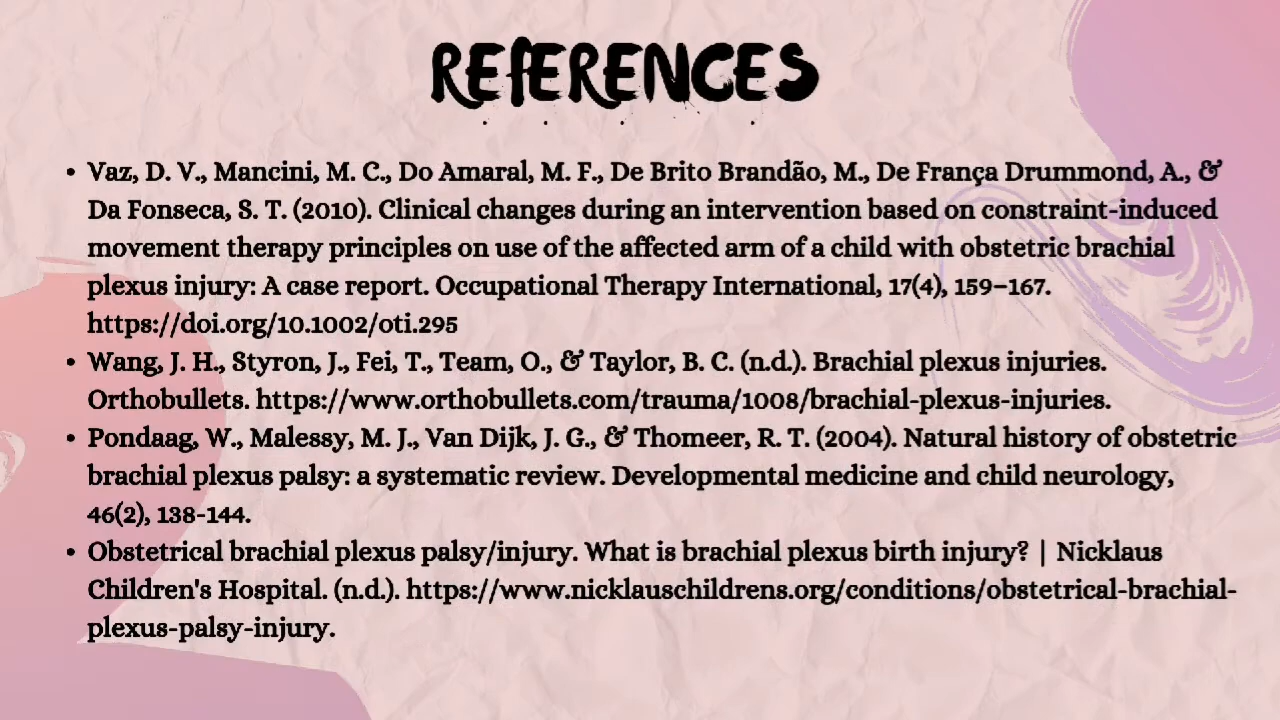 REFERENCES
• Vaz, D. V., Mancini, M. C., Do Amaral, M. F., De Brito Brandão, M., De França Drummond, A., &
Da Fonseca, S. T. (2010). Clinical changes during an intervention based on constraint-induced
movement therapy principles on use of the affected arm of a child with obstetric brachial
plexus injury: A case report. Occupational Therapy International, 17(4), 159–167.
https://doi.org/10.1002/oti.295
• Wang, J. H., Styron, J., Fei, T., Team, O., & Taylor, B. C. (n.d.). Brachial plexus injuries.
Orthobullets. https://www.orthobullets.com/trauma/1008/brachial-plexus-injuries.
• Pondaag, W., Malessy, M. J., Van Dijk, J. G., & Thomeer, R. T. (2004). Natural history of obstetric
brachial plexus palsy: a systematic review. Developmental medicine and child neurology,
46(2), 138-144.
• Obstetrical brachial plexus palsy/injury. What is brachial plexus birth injury? | Nicklaus
Children's Hospital. (n.d.). https://www.nicklauschildrens.org/conditions/obstetrical-brachial-
plexus-palsy-injury.